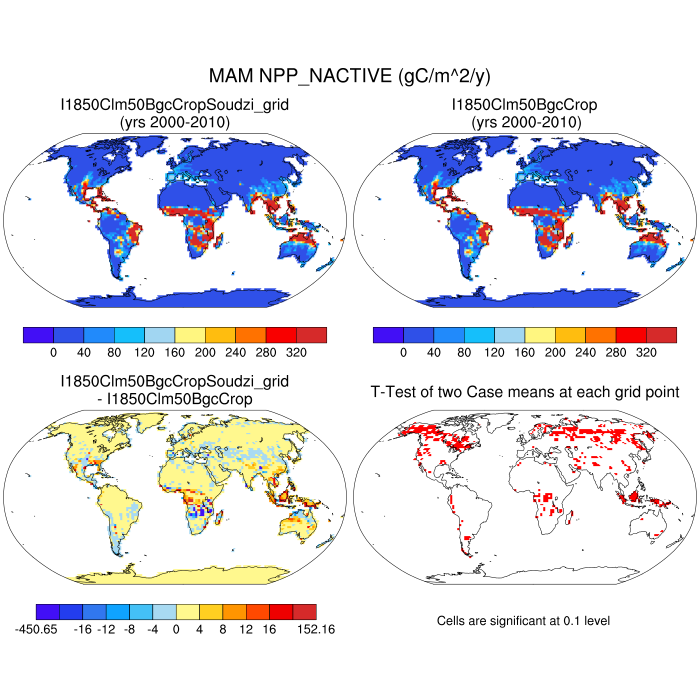 MAM NPP_NACTIVE (gC/m^2/y)
I1850Clm50BgcCropSoudzi_grid
(yrs 2000-2010)
I1850Clm50BgcCrop
(yrs 2000-2010)
0 40 80 120 160 200 240 280 320
0 40 80 120 160 200 240 280 320
I1850Clm50BgcCropSoudzi_grid
- I1850Clm50BgcCrop
T-Test of two Case means at each grid point
-450.65 -16 -12 -8 -4 0 4 8 12 16 152.16
Cells are significant at 0.1 level